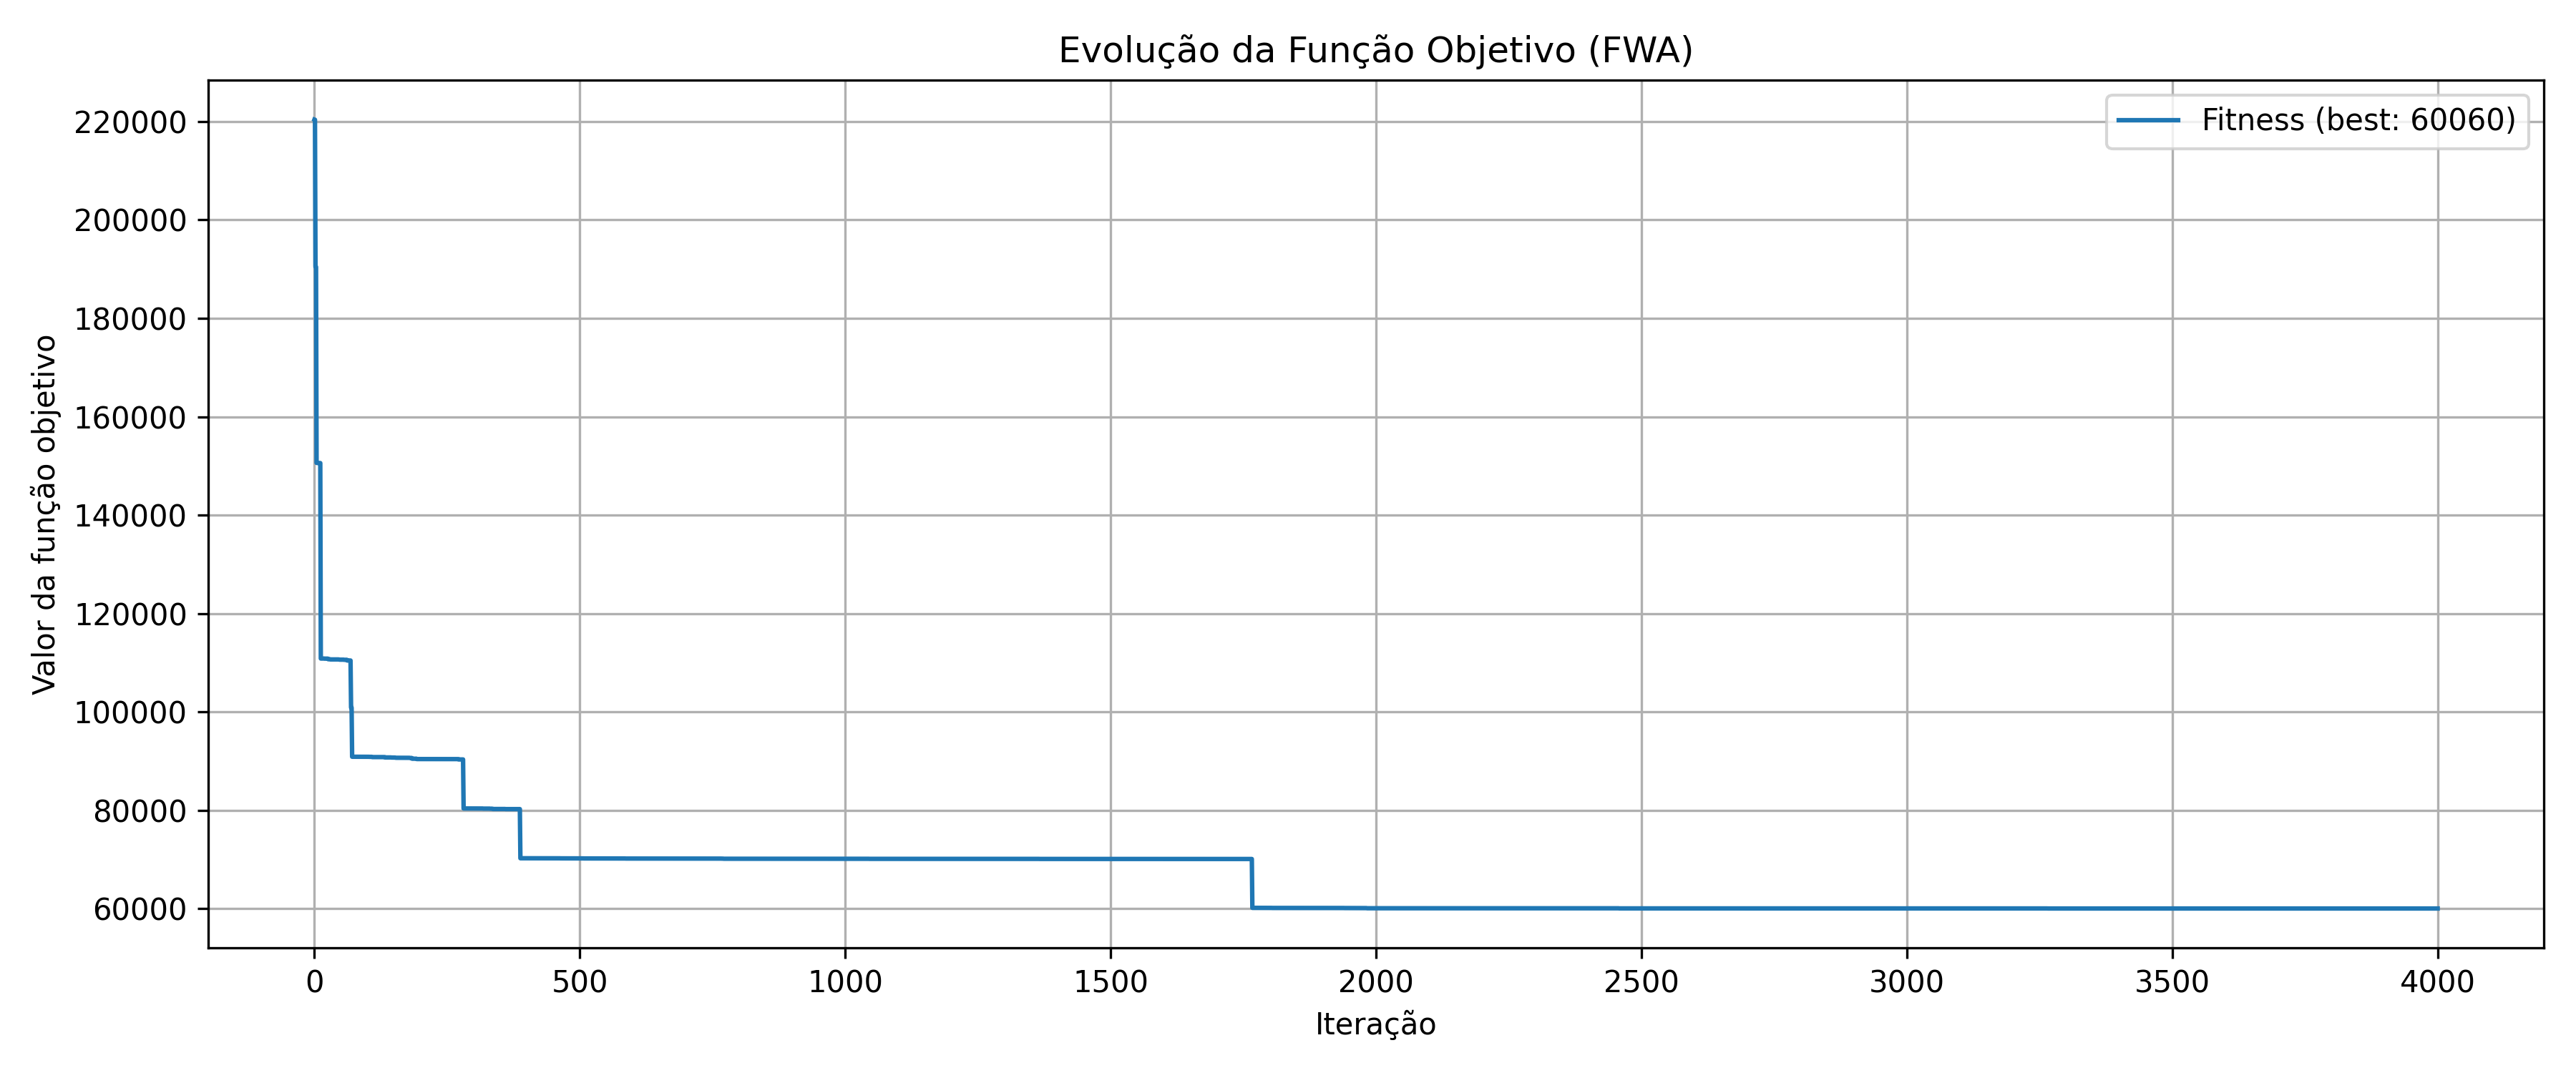 Evolução da Função Objetivo (FWA)
Fitness (best: 60060)
Valor da função objetivo
220000
200000
180000
160000
140000
120000
100000
80000
60000
0 500 1000 1500 2000 2500 3000 3500 4000
Iteração